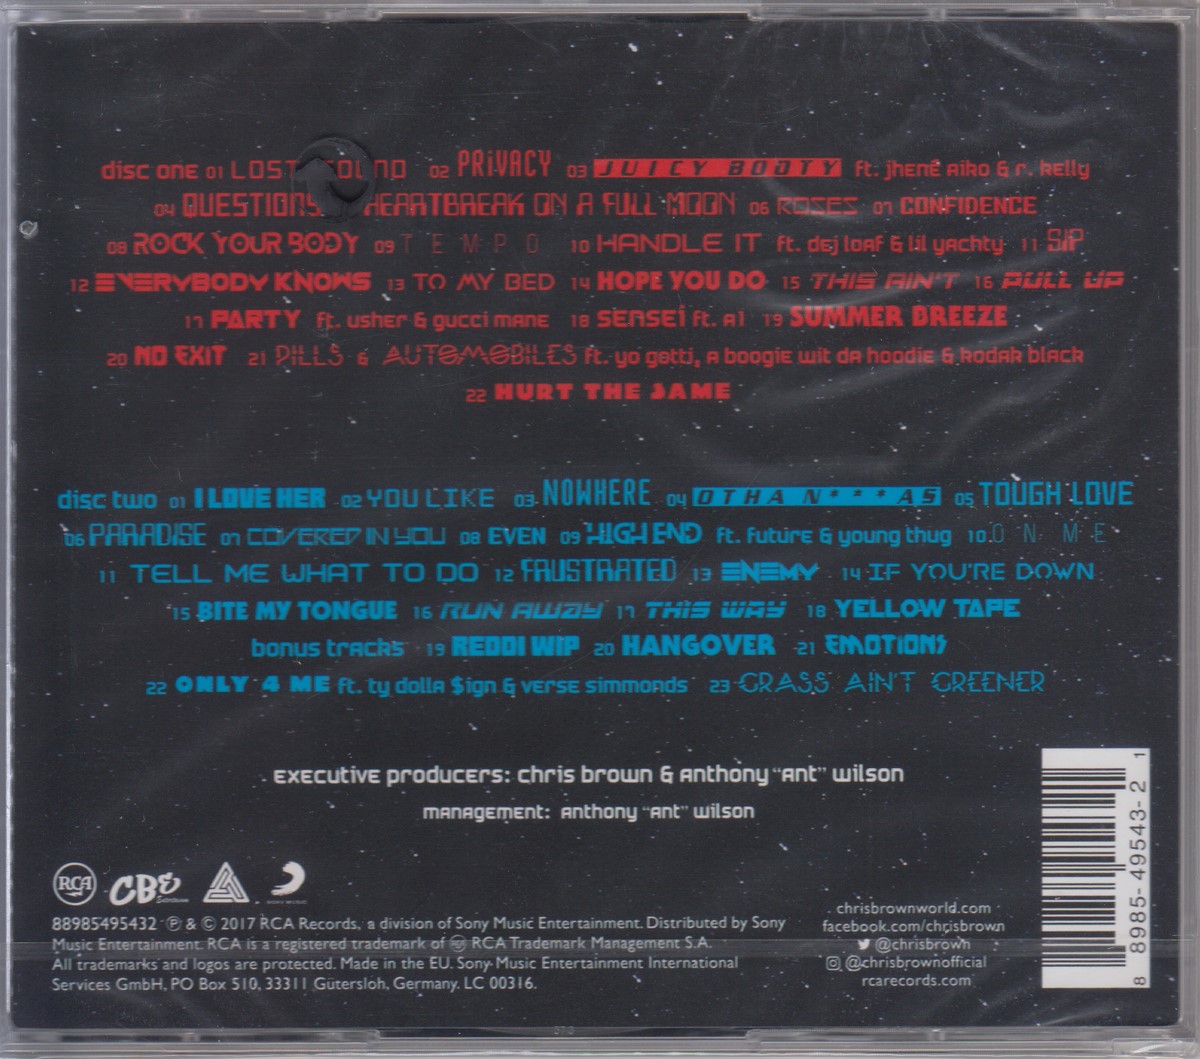 disc one 01 LOST & FOUND 02 PRIVACY 03 JUICY BOOTY ft. jhené aiko & r. kelly
04 QUESTIONS HEARTBREAK ON A FULL MOON 06 ROSES 07 CONFIDENCE
08 ROCK YOUR BODY 09 TEMPO 10 HANDLE IT ft. dej loaf & lil yachty 11 SIP
12 EVERYBODY KNOWS 13 TO MY BED 14 HOPE YOU DO 15 THIS AIN'T 16 PULL UP
17 PARTY ft. usher & gucci mane 18 SENSEI ft. a1 19 SUMMER BREEZE
20 NO EXIT 21 PILLS & AUTOMOBILES ft. yo gotti, a boogie wit da hoodie & kodak black
22 HURT THE SAME
disc two 01 I LOVE HER 02 YOU LIKE 03 NOWHERE 04 OTHA N***AS 05 TOUGH LOVE
06 PARADISE 07 COVERED IN YOU 08 EVEN 09 HIGH END ft. future & young thug 10 ON ME
11 TELL ME WHAT TO DO 12 FRUSTRATED 13 ENEMY 14 IF YOU'RE DOWN
15 BITE MY TONGUE 16 RUN AWAY 17 THIS WAY 18 YELLOW TAPE
bonus tracks 19 REDDI WIP 20 HANGOVER 21 EMOTIONS
22 ONLY 4 ME ft. ty dolla $ign & verse simmonds 23 GRASS AIN'T GREENER
executive producers: chris brown & anthony "ant" wilson
management: anthony "ant" wilson
RCA CBE SONY MUSIC
88985495432 ℗ & © 2017 RCA Records, a division of Sony Music Entertainment. Distributed by Sony
Music Entertainment. RCA is a registered trademark of RCA Trademark Management S.A.
All trademarks and logos are protected. Made in the EU. Sony Music Entertainment International
Services GmbH, PO Box 510, 33311 Gütersloh, Germany. LC 00316.
chrisbrownworld.com
facebook.com/chrisbrown
@chrisbrown
@chrisbrownofficial
rcarecords.com
8 8985-49543-2 1